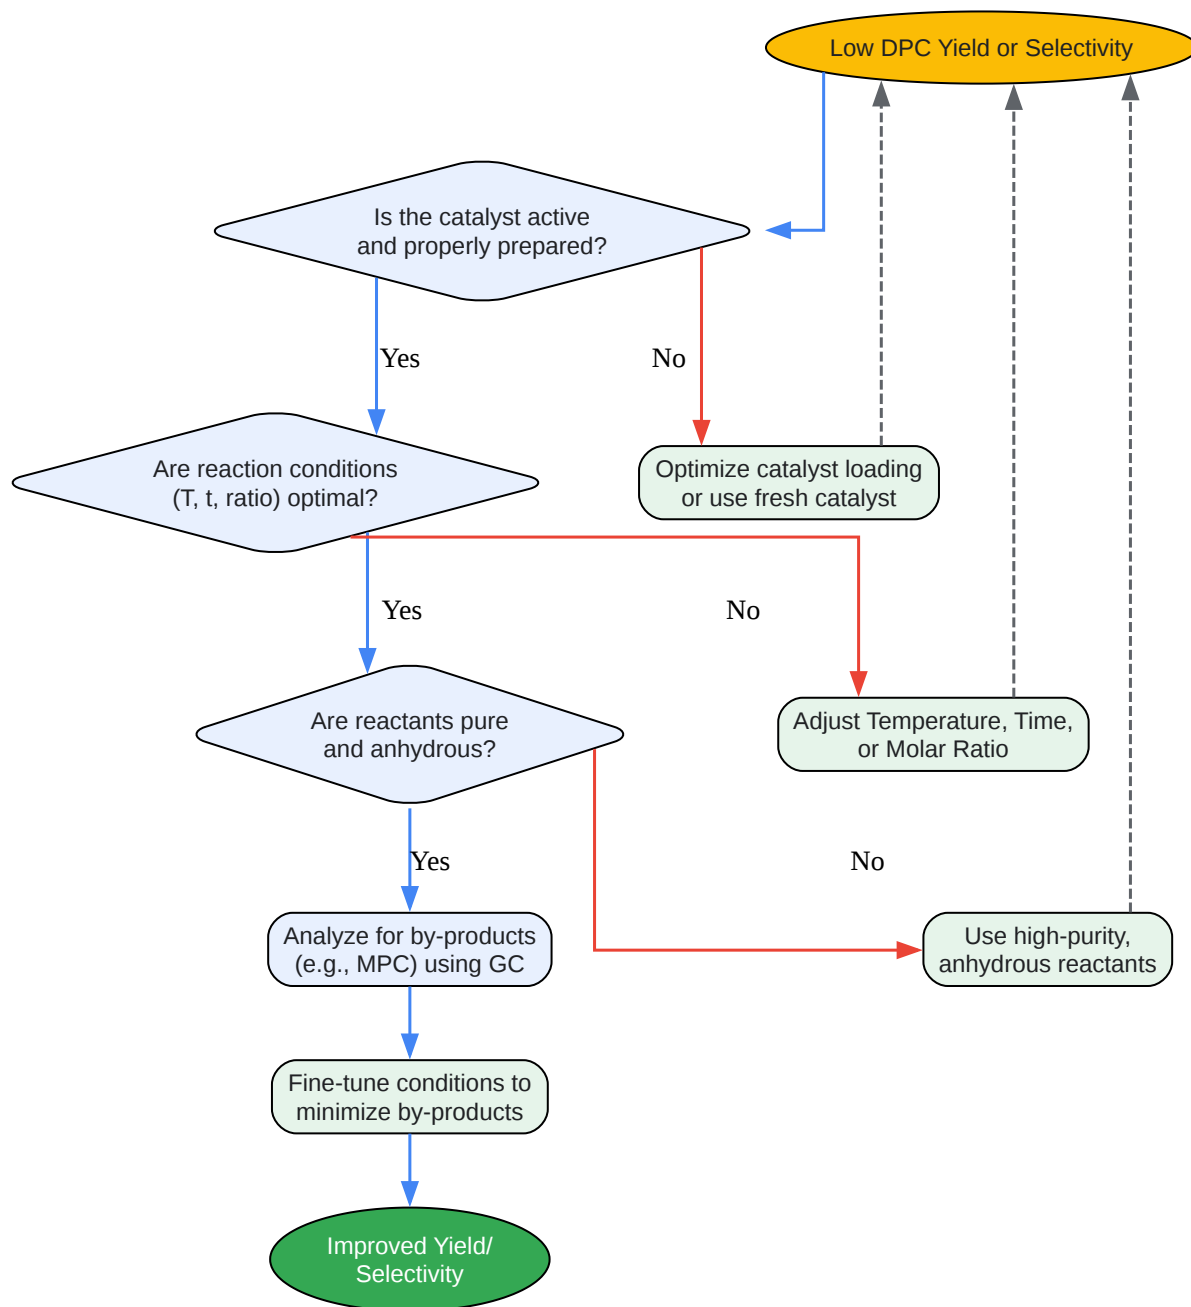 Low DPC Yield or Selectivity
Is the catalyst active
and properly prepared?
Yes
No
Are reaction conditions
(T, t, ratio) optimal?
Optimize catalyst loading
or use fresh catalyst
Yes
No
Are reactants pure
and anhydrous?
Adjust Temperature, Time,
or Molar Ratio
Yes
No
Analyze for by-products
(e.g., MPC) using GC
Use high-purity,
anhydrous reactants
Fine-tune conditions to
minimize by-products
Improved Yield/
Selectivity